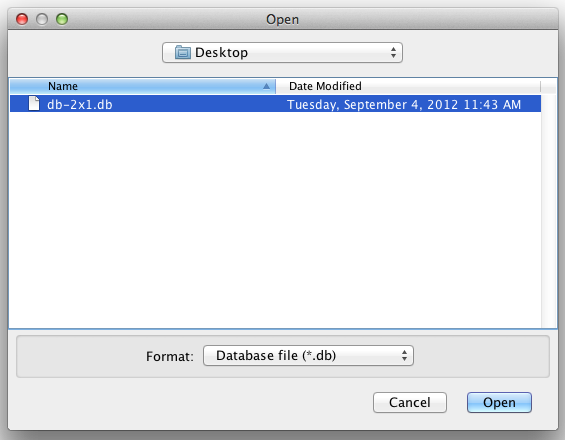 Open
Desktop
Name Date Modified
db-2x1.db Tuesday, September 4, 2012 11:43 AM
Format: Database file (*.db)
Cancel Open